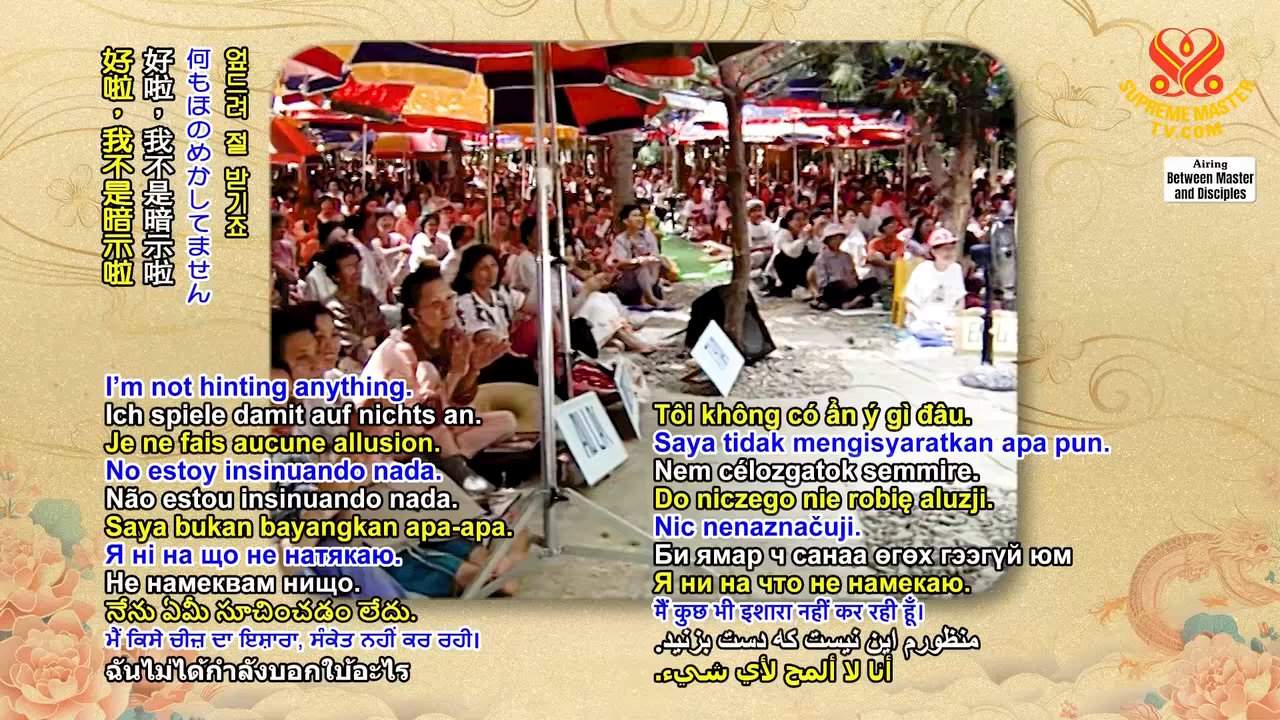 엎드려 절 받기죠
何もほのめかしてません
好啦，我不是暗示啦
好啦，我不是暗示啦
SUPREME MASTER
TV.COM
Airing
Between Master
and Disciples
I’m not hinting anything.
Ich spiele damit auf nichts an.
Je ne fais aucune allusion.
No estoy insinuando nada.
Não estou insinuando nada.
Saya bukan bayangkan apa-apa.
Я ні на що не натякаю.
Не намеквам нищо.
నేను ఏమీ సూచించడం లేదు.
ਮੈਂ ਕਿਸੇ ਚੀਜ਼ ਦਾ ਇਸ਼ਾਰਾ, ਸੰਕੇਤ ਨਹੀਂ ਕਰ ਰਹੀ।
ฉันไม่ได้กำลังบอกใบ้อะไร
Tôi không có ẩn ý gì đâu.
Saya tidak mengisyaratkan apa pun.
Nem célozgatok semmire.
Do niczego nie robię aluzji.
Nic nenaznačuji.
Би ямар ч санаа өгөх гээгүй юм
Я ни на что не намекаю.
मैं कुछ भी इशारा नहीं कर रही हूँ।
منظورم این نیست که دست بزنید.
أنا لا ألمح لأي شيء.